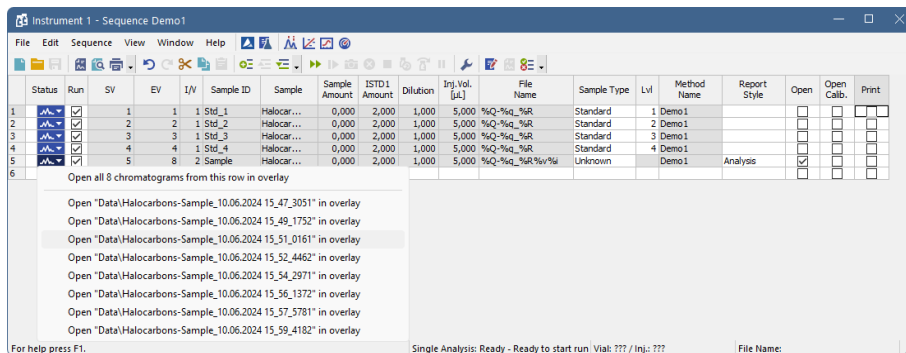 Instrument 1 - Sequence Demo1
File Edit Sequence View Window Help
Status Run SV EV I/V Sample ID Sample Sample Amount ISTD1 Amount Dilution Inj.Vol. [µL] File Name Sample Type Lvl Method Name Report Style Open Open Calib. Print
1 1 1 1 Std_1 Halocar... 0,000 2,000 1,000 5,000 %Q-%q_%R Standard 1 Demo1
2 2 2 1 Std_2 Halocar... 0,000 2,000 1,000 5,000 %Q-%q_%R Standard 2 Demo1
3 3 3 1 Std_3 Halocar... 0,000 2,000 1,000 5,000 %Q-%q_%R Standard 3 Demo1
4 4 4 1 Std_4 Halocar... 0,000 2,000 1,000 5,000 %Q-%q_%R Standard 4 Demo1
5 5 8 2 Sample Halocar... 0,000 2,000 1,000 5,000 %Q-%q_%R%v%i Unknown Demo1 Analysis
6
Open all 8 chromatograms from this row in overlay
Open "Data\Halocarbons-Sample_10.06.2024 15_47_3051" in overlay
Open "Data\Halocarbons-Sample_10.06.2024 15_49_1752" in overlay
Open "Data\Halocarbons-Sample_10.06.2024 15_51_0161" in overlay
Open "Data\Halocarbons-Sample_10.06.2024 15_52_4462" in overlay
Open "Data\Halocarbons-Sample_10.06.2024 15_54_2971" in overlay
Open "Data\Halocarbons-Sample_10.06.2024 15_56_1372" in overlay
Open "Data\Halocarbons-Sample_10.06.2024 15_57_5781" in overlay
Open "Data\Halocarbons-Sample_10.06.2024 15_59_4182" in overlay
For help press F1. Single Analysis: Ready - Ready to start run Vial: ??? / Inj.: ??? File Name: